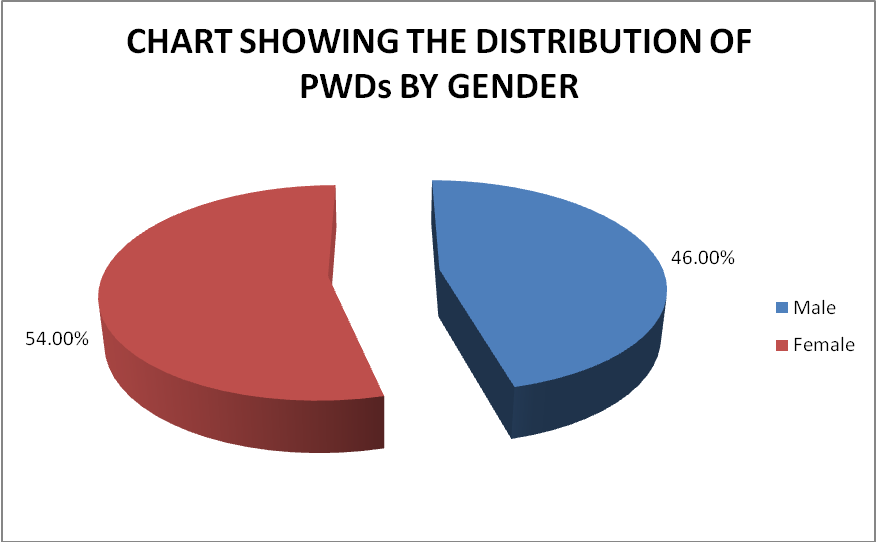 CHART SHOWING THE DISTRIBUTION OF
PWDs BY GENDER
46.00%
54.00%
Male
Female